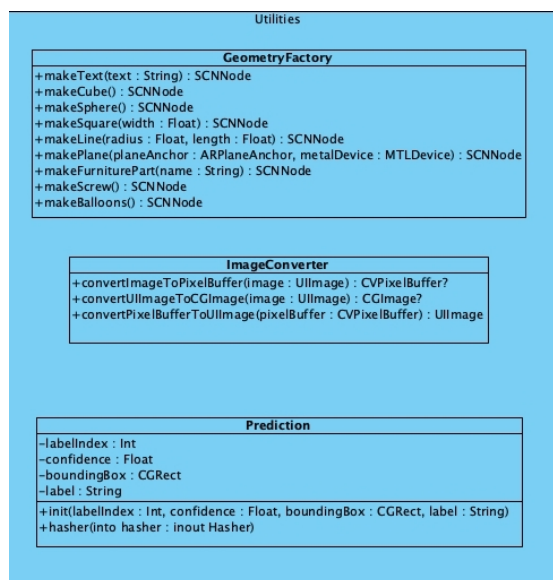 Utilities
GeometryFactory
+makeText(text : String) : SCNNode
+makeCube() : SCNNode
+makeSphere() : SCNNode
+makeSquare(width : Float) : SCNNode
+makeLine(radius : Float, length : Float) : SCNNode
+makePlane(planeAnchor : ARPlaneAnchor, metalDevice : MTLDevice) : SCNNode
+makeFurniturePart(name : String) : SCNNode
+makeScrew() : SCNNode
+makeBalloons() : SCNNode
ImageConverter
+convertImageToPixelBuffer(image : UIImage) : CVPixelBuffer?
+convertUIImageToCGImage(image : UIImage) : CGImage?
+convertPixelBufferToUIImage(pixelBuffer : CVPixelBuffer) : UIImage
Prediction
-labelIndex : Int
-confidence : Float
-boundingBox : CGRect
-label : String
+init(labelIndex : Int, confidence : Float, boundingBox : CGRect, label : String)
+hasher(into hasher : inout Hasher)